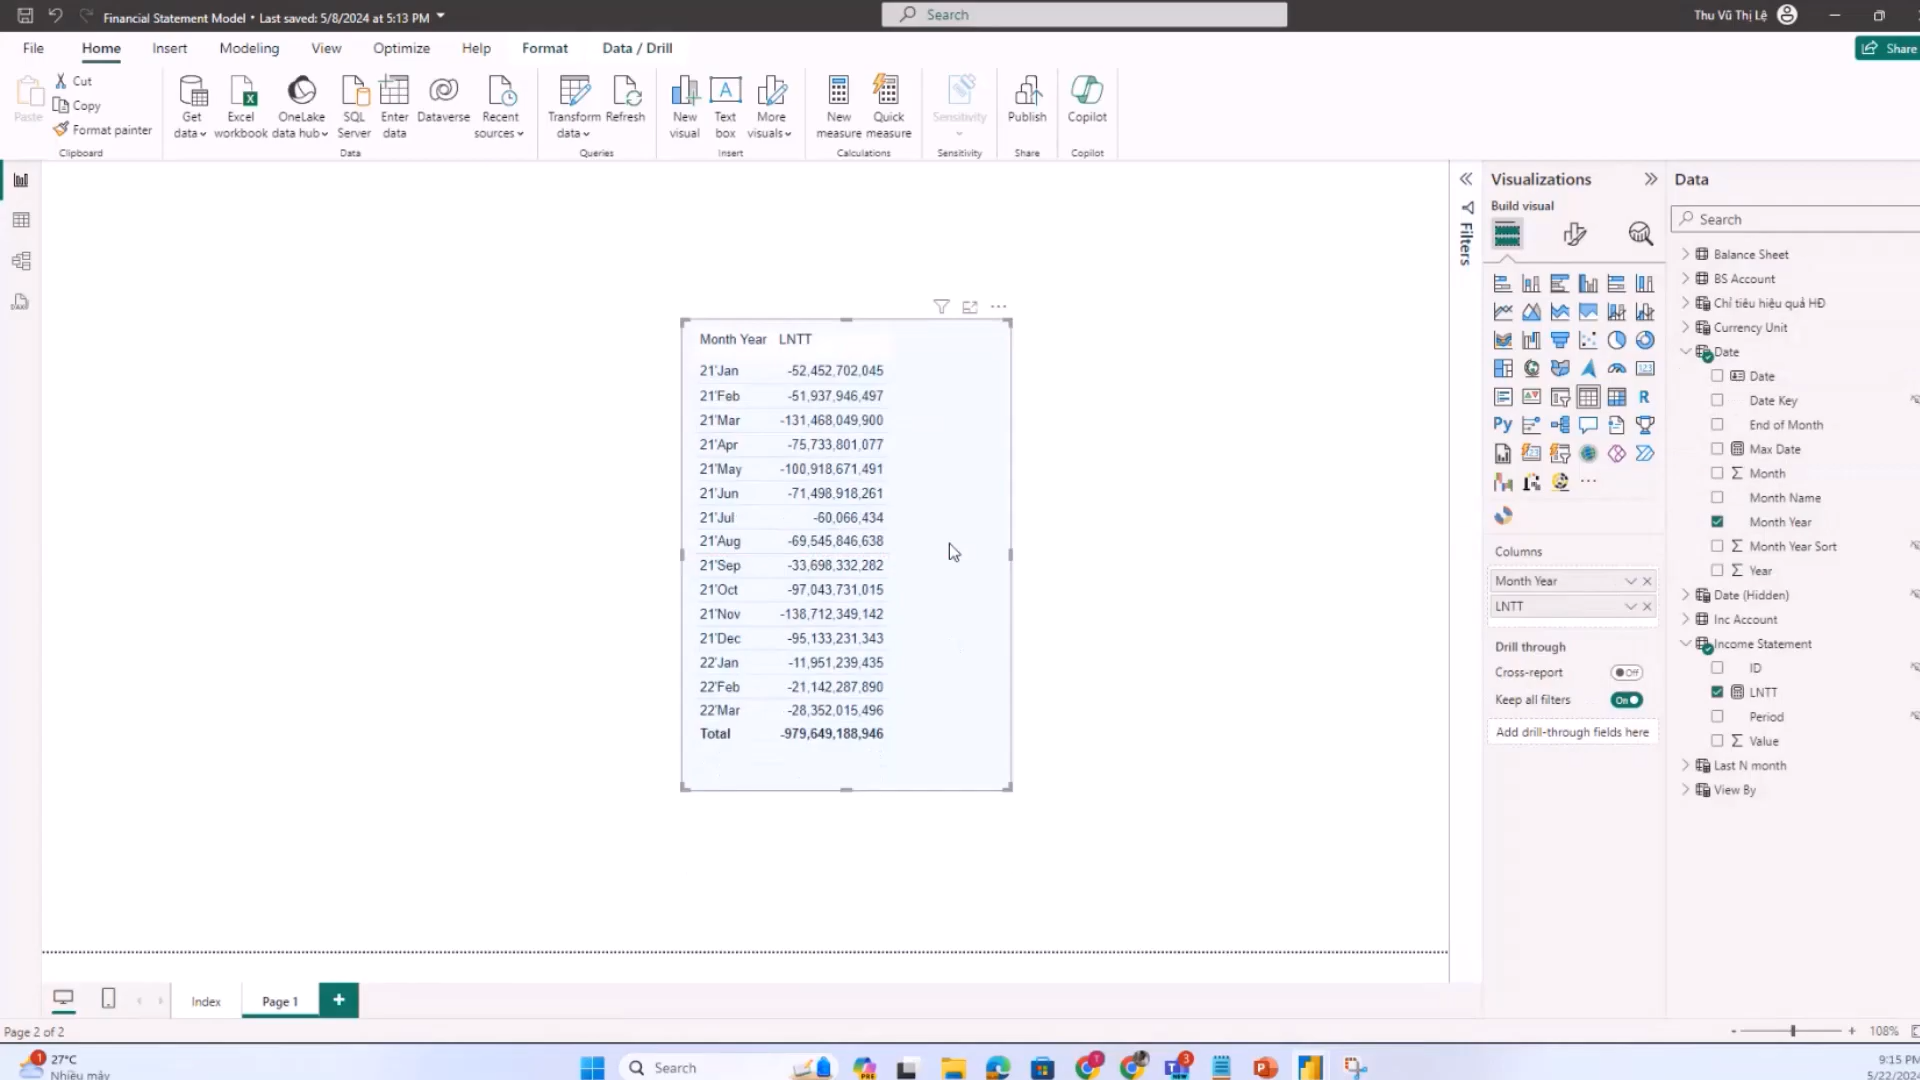 Financial Statement Model • Last saved: 5/8/2024 at 5:13 PM
Search
Thu Vũ Thị Lệ
File Home Insert Modeling View Optimize Help Format Data / Drill
Share
Paste
Cut
Copy
Format painter
Clipboard
Get data
Excel workbook
OneLake data hub
SQL Server
Enter data
Dataverse
Recent sources
Data
Transform data
Refresh
Queries
New visual
Text box
More visuals
Insert
New measure
Quick measure
Calculations
Sensitivity
Sensitivity
Publish
Share
Copilot
Copilot
Month Year LNTT
21'Jan -52,452,702,045
21'Feb -51,937,946,497
21'Mar -131,468,049,900
21'Apr -75,733,801,077
21'May -100,918,671,491
21'Jun -71,498,918,261
21'Jul -60,066,434
21'Aug -69,545,846,638
21'Sep -33,698,332,282
21'Oct -97,043,731,015
21'Nov -138,712,349,142
21'Dec -95,133,231,343
22'Jan -11,951,239,435
22'Feb -21,142,287,890
22'Mar -28,352,015,496
Total -979,649,188,946
Filters
Visualizations
Build visual
Columns
Month Year
LNTT
Drill through
Cross-report Off
Keep all filters On
Add drill-through fields here
Data
Search
Balance Sheet
BS Account
Chỉ tiêu hiệu quả HĐ
Currency Unit
Date
Date
Date Key
End of Month
Max Date
Month
Month Name
Month Year
Month Year Sort
Year
Date (Hidden)
Inc Account
Income Statement
ID
LNTT
Period
Value
Last N month
View By
Index Page 1
Page 2 of 2
108%
27°C
Nhiều mây
Search
9:15 PM
5/22/2024